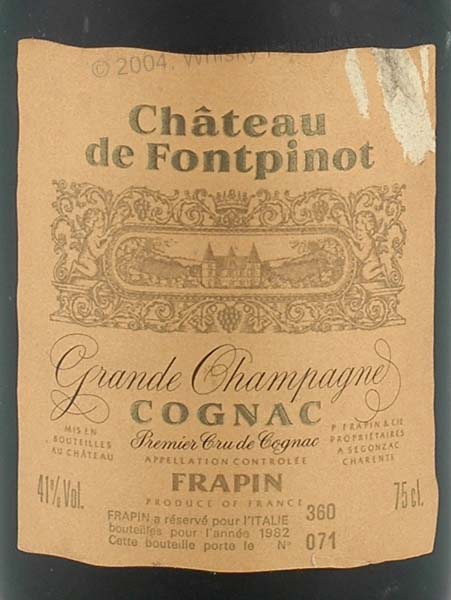 © 2004. Whisky
Château
de Fontpinot
Grande Champagne
COGNAC
Premier Cru de Cognac
APPELLATION CONTRÔLÉE
MIS EN
BOUTEILLES
AU CHÂTEAU
P. FRAPIN & CIE
PROPRIÉTAIRES
A SEGONZAC
CHARENTE
FRAPIN
PRODUCE OF FRANCE
41% Vol.
75 cl.
FRAPIN a réservé pour l'ITALIE 360
bouteilles pour l'année 1982
Cette bouteille porte le N° 071